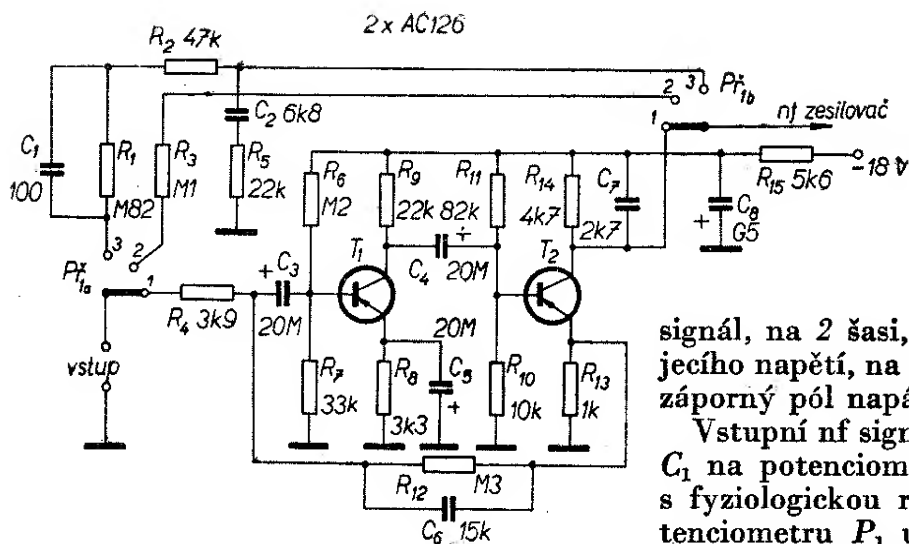 2 x AC126
R2 47k
C1
100
R1
M82
R3
M1
C2 6k8
R5
22k
Př1b
1
2
3
nf zesilovač
R6
M2
R9
22k
R11
82k
R14
4k7
C7
2k7
C8
G5
+
R15 5k6
-18 V
3
2
1
Př1a
R4 3k9
+ C3
20M
T1
C4
+
20M
T2
vstup
R7
33k
R8
3k3
20M
C5
+
R10
10k
R13
1k
R12
M3
C6 15k
signál, na 2 šasi,
jecího napětí, na
záporný pól napá
Vstupní nf sign
C1 na potenciom
s fyziologickou r
tenciometru P1 u